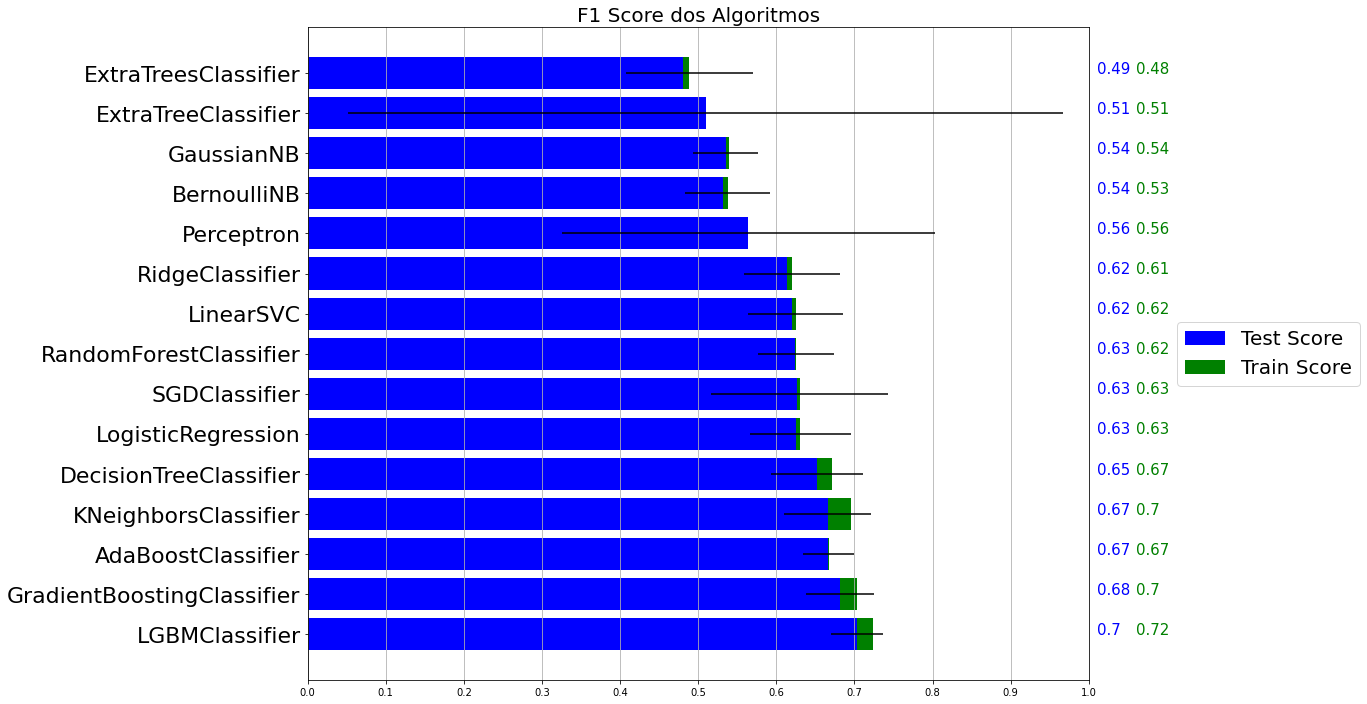 F1 Score dos Algoritmos
ExtraTreesClassifier 0.49 0.48
ExtraTreeClassifier 0.51 0.51
GaussianNB 0.54 0.54
BernoulliNB 0.54 0.53
Perceptron 0.56 0.56
RidgeClassifier 0.62 0.61
LinearSVC 0.62 0.62
RandomForestClassifier 0.63 0.62
SGDClassifier 0.63 0.63
LogisticRegression 0.63 0.63
DecisionTreeClassifier 0.65 0.67
KNeighborsClassifier 0.67 0.7
AdaBoostClassifier 0.67 0.67
GradientBoostingClassifier 0.68 0.7
LGBMClassifier 0.7 0.72
0.0 0.1 0.2 0.3 0.4 0.5 0.6 0.7 0.8 0.9 1.0
Test Score
Train Score